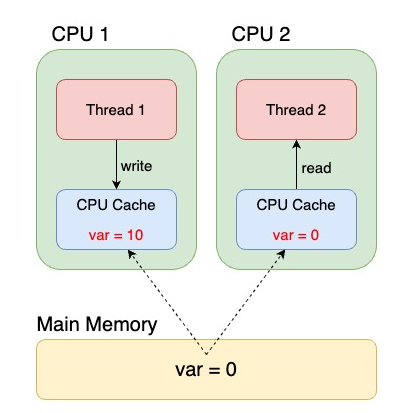 CPU 1
CPU 2
Thread 1
Thread 2
write
read
CPU Cache
var = 10
CPU Cache
var = 0
Main Memory
var = 0